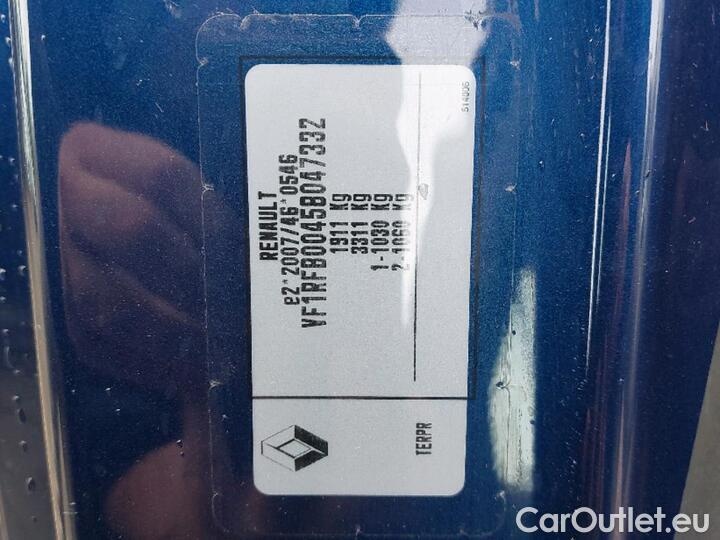 RENAULT
e2*2007/46*0546
VF1RFB00458047332
1911 Kg
3311 Kg
1-1030 Kg
2-1060 Kg
TERPR
514006
CarOutlet.eu